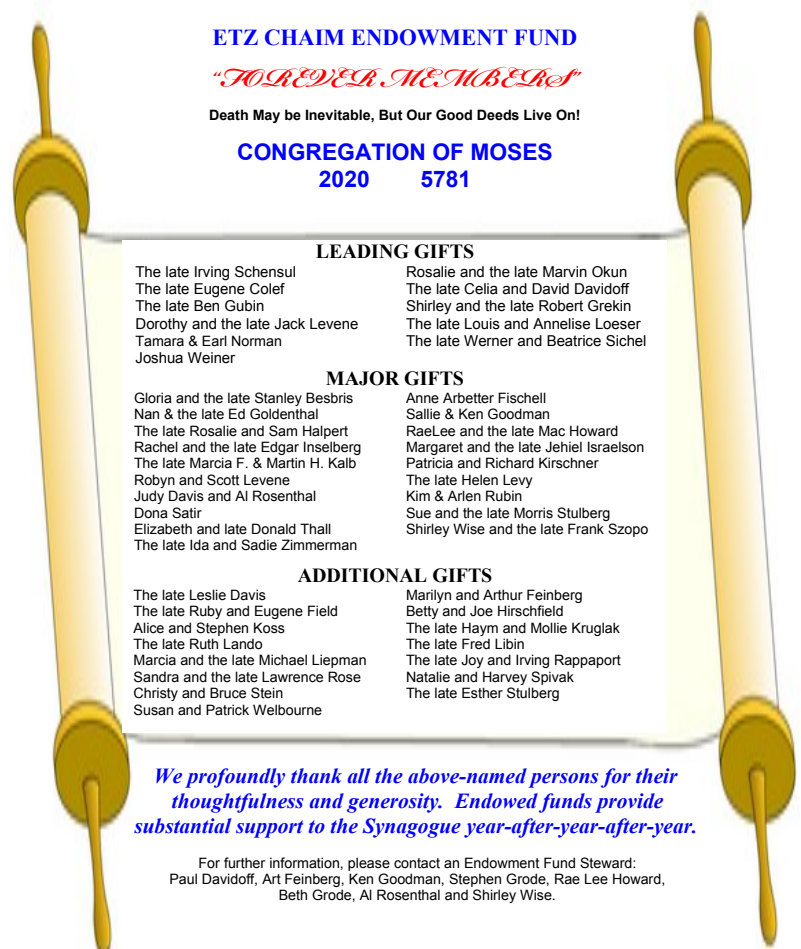 ETZ CHAIM ENDOWMENT FUND
“FOREVER MEMBERS”
Death May be Inevitable, But Our Good Deeds Live On!
CONGREGATION OF MOSES
2020 5781
LEADING GIFTS
The late Irving Schensul
The late Eugene Colef
The late Ben Gubin
Dorothy and the late Jack Levene
Tamara & Earl Norman
Joshua Weiner
Rosalie and the late Marvin Okun
The late Celia and David Davidoff
Shirley and the late Robert Grekin
The late Louis and Annelise Loeser
The late Werner and Beatrice Sichel
MAJOR GIFTS
Gloria and the late Stanley Besbris
Nan & the late Ed Goldenthal
The late Rosalie and Sam Halpert
Rachel and the late Edgar Inselberg
The late Marcia F. & Martin H. Kalb
Robyn and Scott Levene
Judy Davis and Al Rosenthal
Dona Satir
Elizabeth and late Donald Thall
The late Ida and Sadie Zimmerman
Anne Arbetter Fischell
Sallie & Ken Goodman
RaeLee and the late Mac Howard
Margaret and the late Jehiel Israelson
Patricia and Richard Kirschner
The late Helen Levy
Kim & Arlen Rubin
Sue and the late Morris Stulberg
Shirley Wise and the late Frank Szopo
ADDITIONAL GIFTS
The late Leslie Davis
The late Ruby and Eugene Field
Alice and Stephen Koss
The late Ruth Lando
Marcia and the late Michael Liepman
Sandra and the late Lawrence Rose
Christy and Bruce Stein
Susan and Patrick Welbourne
Marilyn and Arthur Feinberg
Betty and Joe Hirschfield
The late Haym and Mollie Kruglak
The late Fred Libin
The late Joy and Irving Rappaport
Natalie and Harvey Spivak
The late Esther Stulberg
We profoundly thank all the above-named persons for their
thoughtfulness and generosity. Endowed funds provide
substantial support to the Synagogue year-after-year-after-year.
For further information, please contact an Endowment Fund Steward:
Paul Davidoff, Art Feinberg, Ken Goodman, Stephen Grode, Rae Lee Howard,
Beth Grode, Al Rosenthal and Shirley Wise.